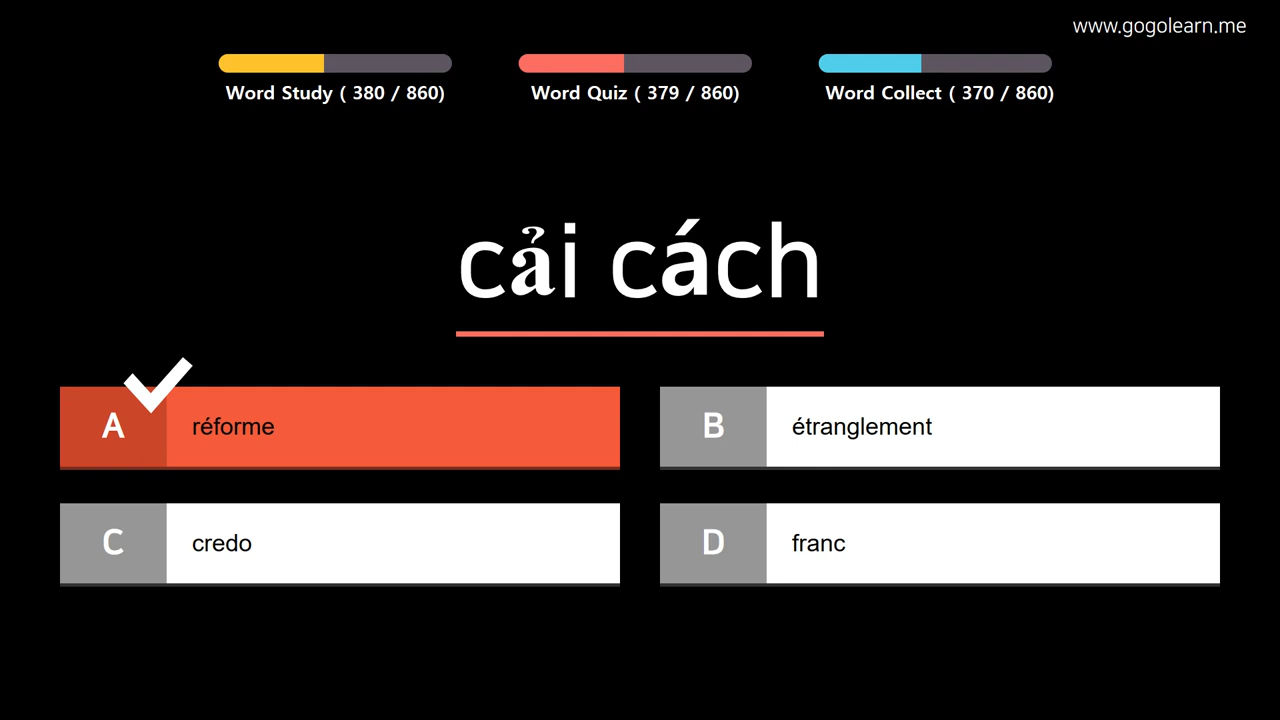 www.gogolearn.me
Word Study ( 380 / 860)
Word Quiz ( 379 / 860)
Word Collect ( 370 / 860)
cải cách
A réforme
B étranglement
C credo
D franc